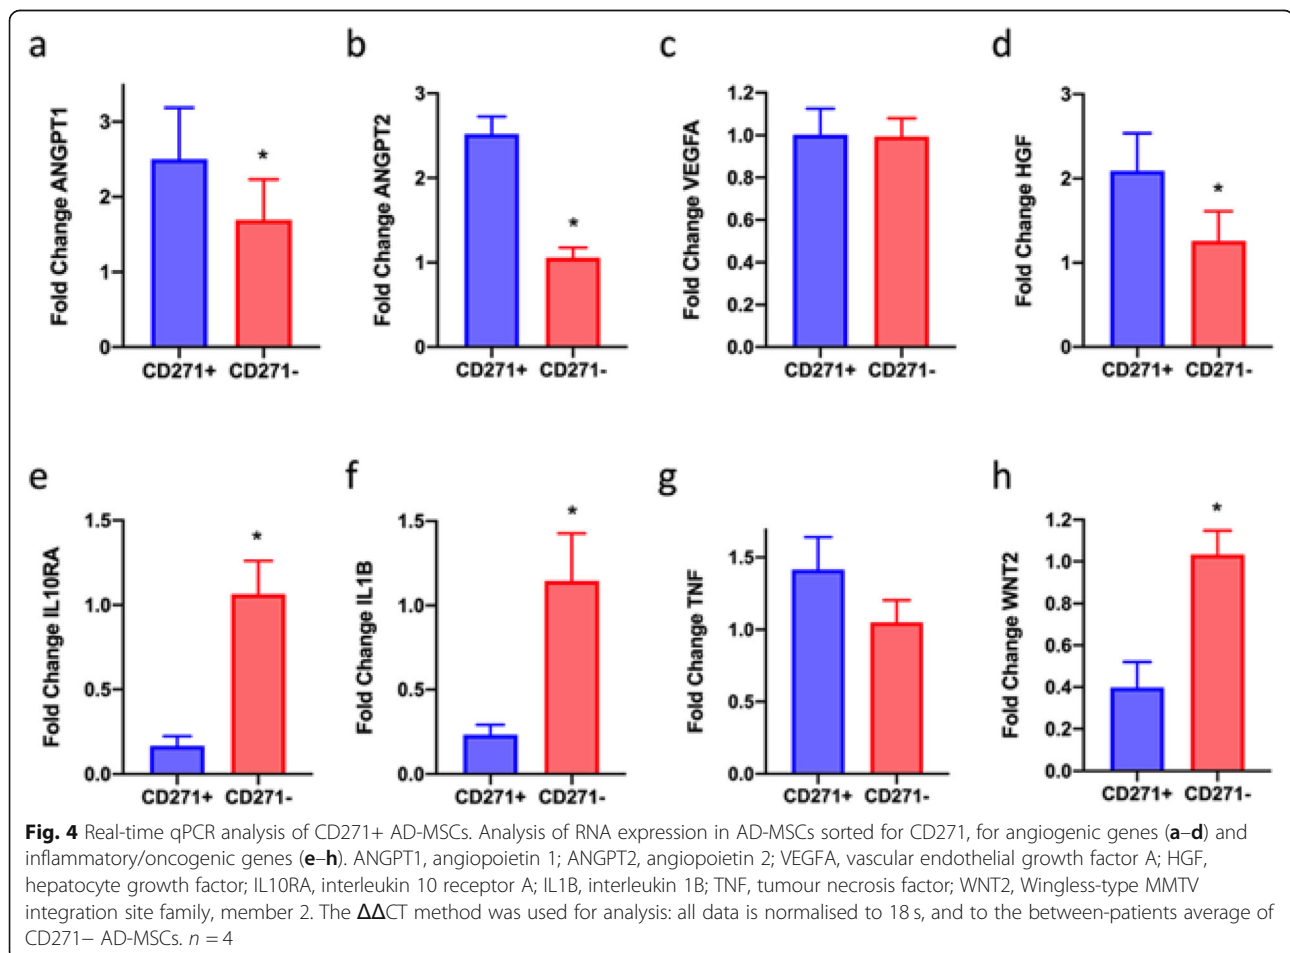 a
b
c
d
Fold Change ANGPT1
3
2
1
0
CD271+ CD271-
*
Fold Change ANGPT2
3
2
1
0
CD271+ CD271-
*
Fold Change VEGFA
1.2
1.0
0.8
0.6
0.4
0.2
0.0
CD271+ CD271-
Fold Change HGF
3
2
1
0
CD271+ CD271-
*
e
f
g
h
Fold Change IL10RA
1.5
1.0
0.5
0.0
CD271+ CD271-
*
Fold Change IL1B
1.5
1.0
0.5
0.0
CD271+ CD271-
*
Fold Change TNF
1.5
1.0
0.5
0.0
CD271+ CD271-
Fold Change WNT2
1.2
1.0
0.8
0.6
0.4
0.2
0.0
CD271+ CD271-
*
Fig. 4 Real-time qPCR analysis of CD271+ AD-MSCs. Analysis of RNA expression in AD-MSCs sorted for CD271, for angiogenic genes (a–d) and
inflammatory/oncogenic genes (e–h). ANGPT1, angiopoietin 1; ANGPT2, angiopoietin 2; VEGFA, vascular endothelial growth factor A; HGF,
hepatocyte growth factor; IL10RA, interleukin 10 receptor A; IL1B, interleukin 1B; TNF, tumour necrosis factor; WNT2, Wingless-type MMTV
integration site family, member 2. The ΔΔCT method was used for analysis: all data is normalised to 18 s, and to the between-patients average of
CD271− AD-MSCs. n = 4